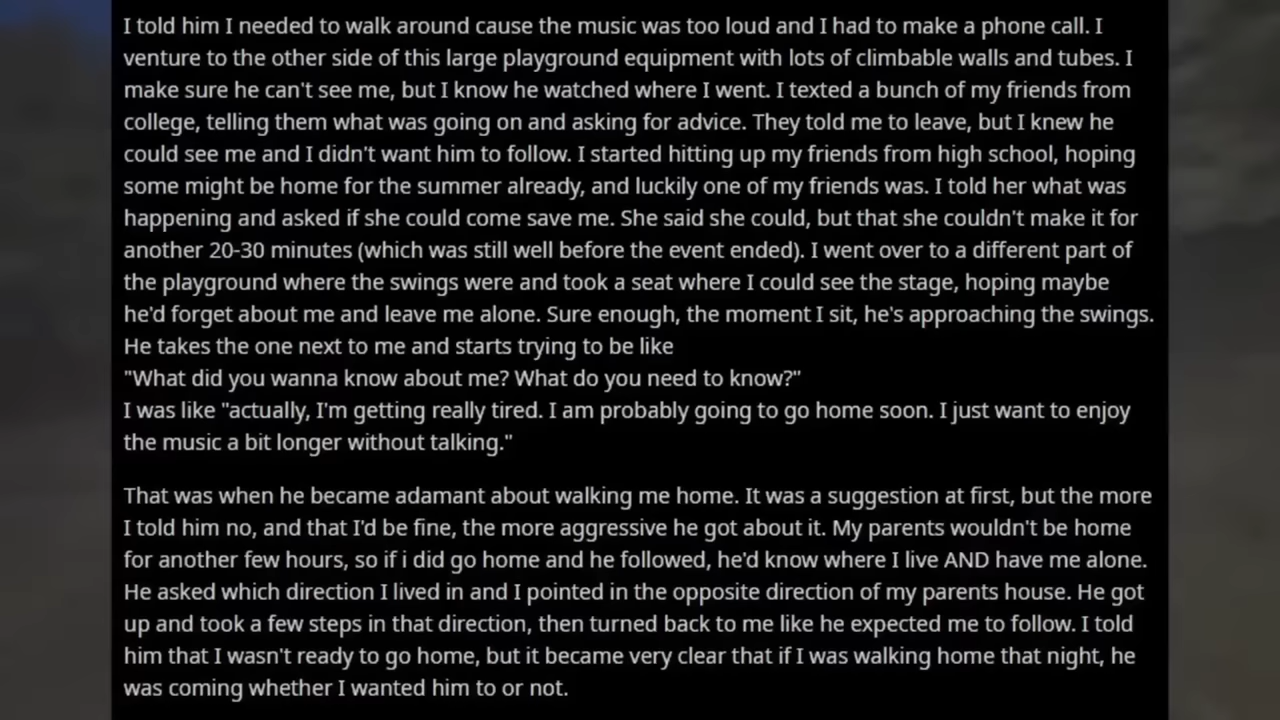 I told him I needed to walk around cause the music was too loud and I had to make a phone call. I
venture to the other side of this large playground equipment with lots of climbable walls and tubes. I
make sure he can't see me, but I know he watched where I went. I texted a bunch of my friends from
college, telling them what was going on and asking for advice. They told me to leave, but I knew he
could see me and I didn't want him to follow. I started hitting up my friends from high school, hoping
some might be home for the summer already, and luckily one of my friends was. I told her what was
happening and asked if she could come save me. She said she could, but that she couldn't make it for
another 20-30 minutes (which was still well before the event ended). I went over to a different part of
the playground where the swings were and took a seat where I could see the stage, hoping maybe
he'd forget about me and leave me alone. Sure enough, the moment I sit, he's approaching the swings.
He takes the one next to me and starts trying to be like
"What did you wanna know about me? What do you need to know?"
I was like "actually, I'm getting really tired. I am probably going to go home soon. I just want to enjoy
the music a bit longer without talking."
That was when he became adamant about walking me home. It was a suggestion at first, but the more
I told him no, and that I'd be fine, the more aggressive he got about it. My parents wouldn't be home
for another few hours, so if i did go home and he followed, he'd know where I live AND have me alone.
He asked which direction I lived in and I pointed in the opposite direction of my parents house. He got
up and took a few steps in that direction, then turned back to me like he expected me to follow. I told
him that I wasn't ready to go home, but it became very clear that if I was walking home that night, he
was coming whether I wanted him to or not.